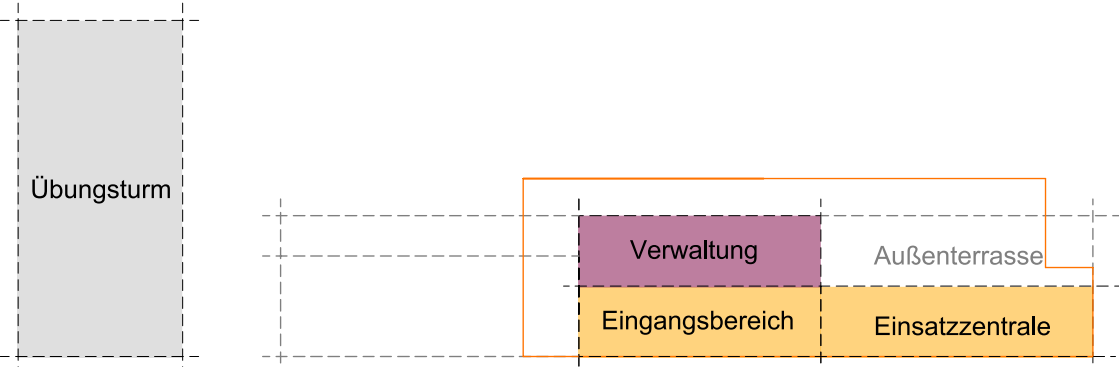 Übungsturm
Verwaltung
Außenterrasse
Eingangsbereich
Einsatzzentrale